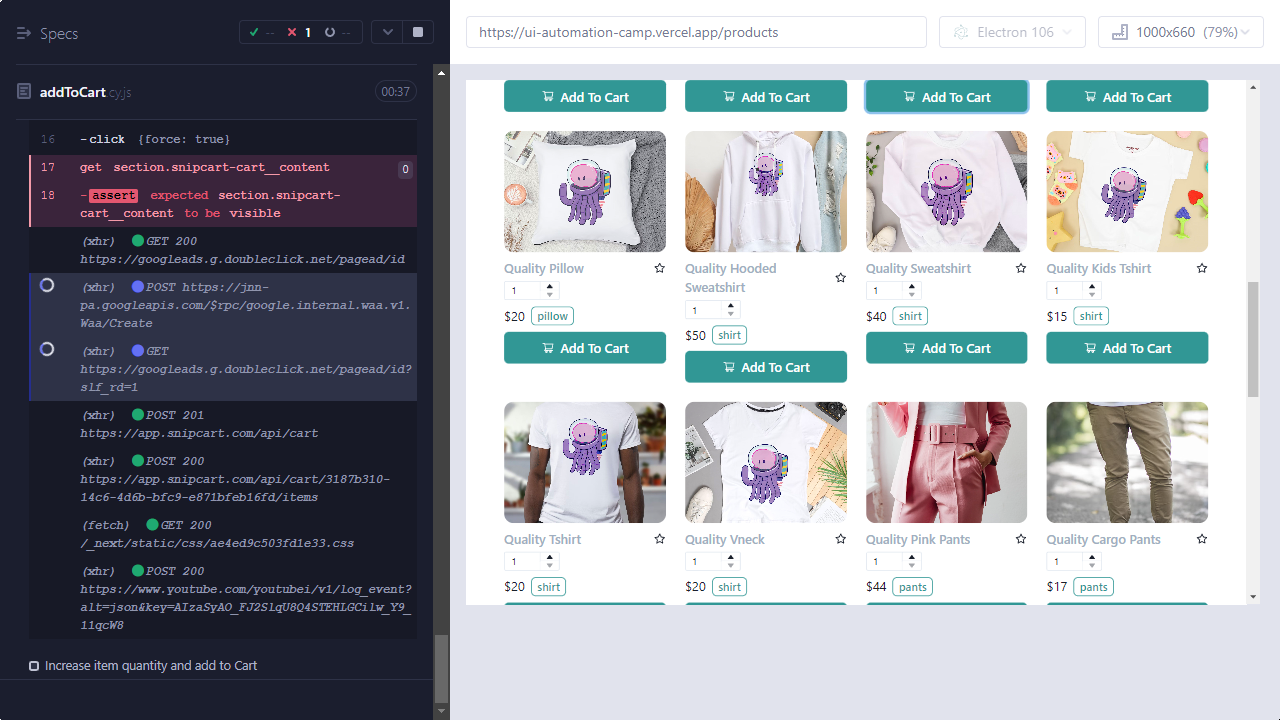 Specs
-- 1 --
https://ui-automation-camp.vercel.app/products
Electron 106
1000x660 (79%)
addToCart.cy.js
00:37
16 -click {force: true}
17 get section.snipcart-cart__content 0
18 -assert expected section.snipcart-
cart__content to be visible
(xhr) GET 200
https://googleads.g.doubleclick.net/pagead/id
(xhr) POST https://jnn-
pa.googleapis.com/$rpc/google.internal.waa.v1.
Waa/Create
(xhr) GET
https://googleads.g.doubleclick.net/pagead/id?
slf_rd=1
(xhr) POST 201
https://app.snipcart.com/api/cart
(xhr) POST 200
https://app.snipcart.com/api/cart/3187b310-
14c6-4d6b-bfc9-e871bfeb16fd/items
(fetch) GET 200
/_next/static/css/ae4ed9c503fd1e33.css
(xhr) POST 200
https://www.youtube.com/youtubei/v1/log_event?
alt=json&key=AIzaSyAO_FJ2SlqU8Q4STEHLGCilw_Y9_
11qcW8
Increase item quantity and add to Cart
Add To Cart Add To Cart Add To Cart Add To Cart
Quality Pillow
1
$20 pillow
Add To Cart
Quality Hooded
Sweatshirt
1
$50 shirt
Add To Cart
Quality Sweatshirt
1
$40 shirt
Add To Cart
Quality Kids Tshirt
1
$15 shirt
Add To Cart
Quality Tshirt
1
$20 shirt
Quality Vneck
1
$20 shirt
Quality Pink Pants
1
$44 pants
Quality Cargo Pants
1
$17 pants